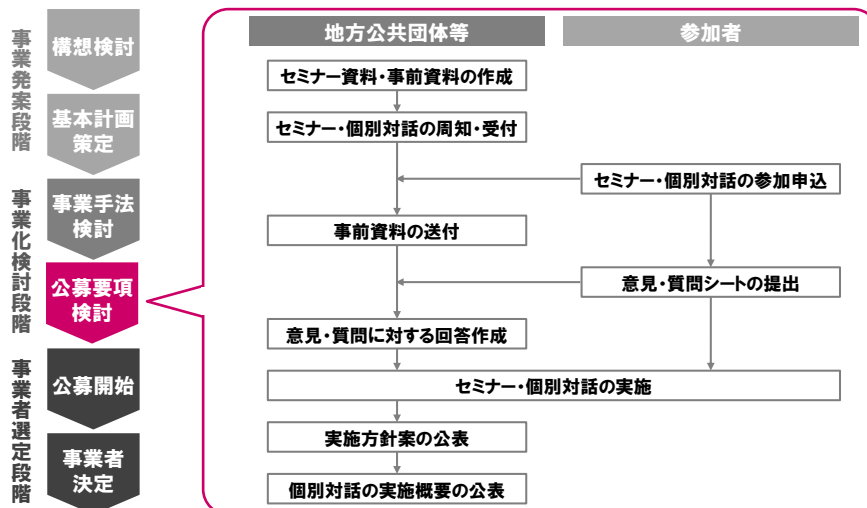 事業発案段階
構想検討
基本計画
策定
事業化検討段階
事業手法
検討
公募要項
検討
事業者選定段階
公募開始
事業者
決定
地方公共団体等
参加者
セミナー資料・事前資料の作成
セミナー・個別対話の周知・受付
セミナー・個別対話の参加申込
事前資料の送付
意見・質問シートの提出
意見・質問に対する回答作成
セミナー・個別対話の実施
実施方針案の公表
個別対話の実施概要の公表